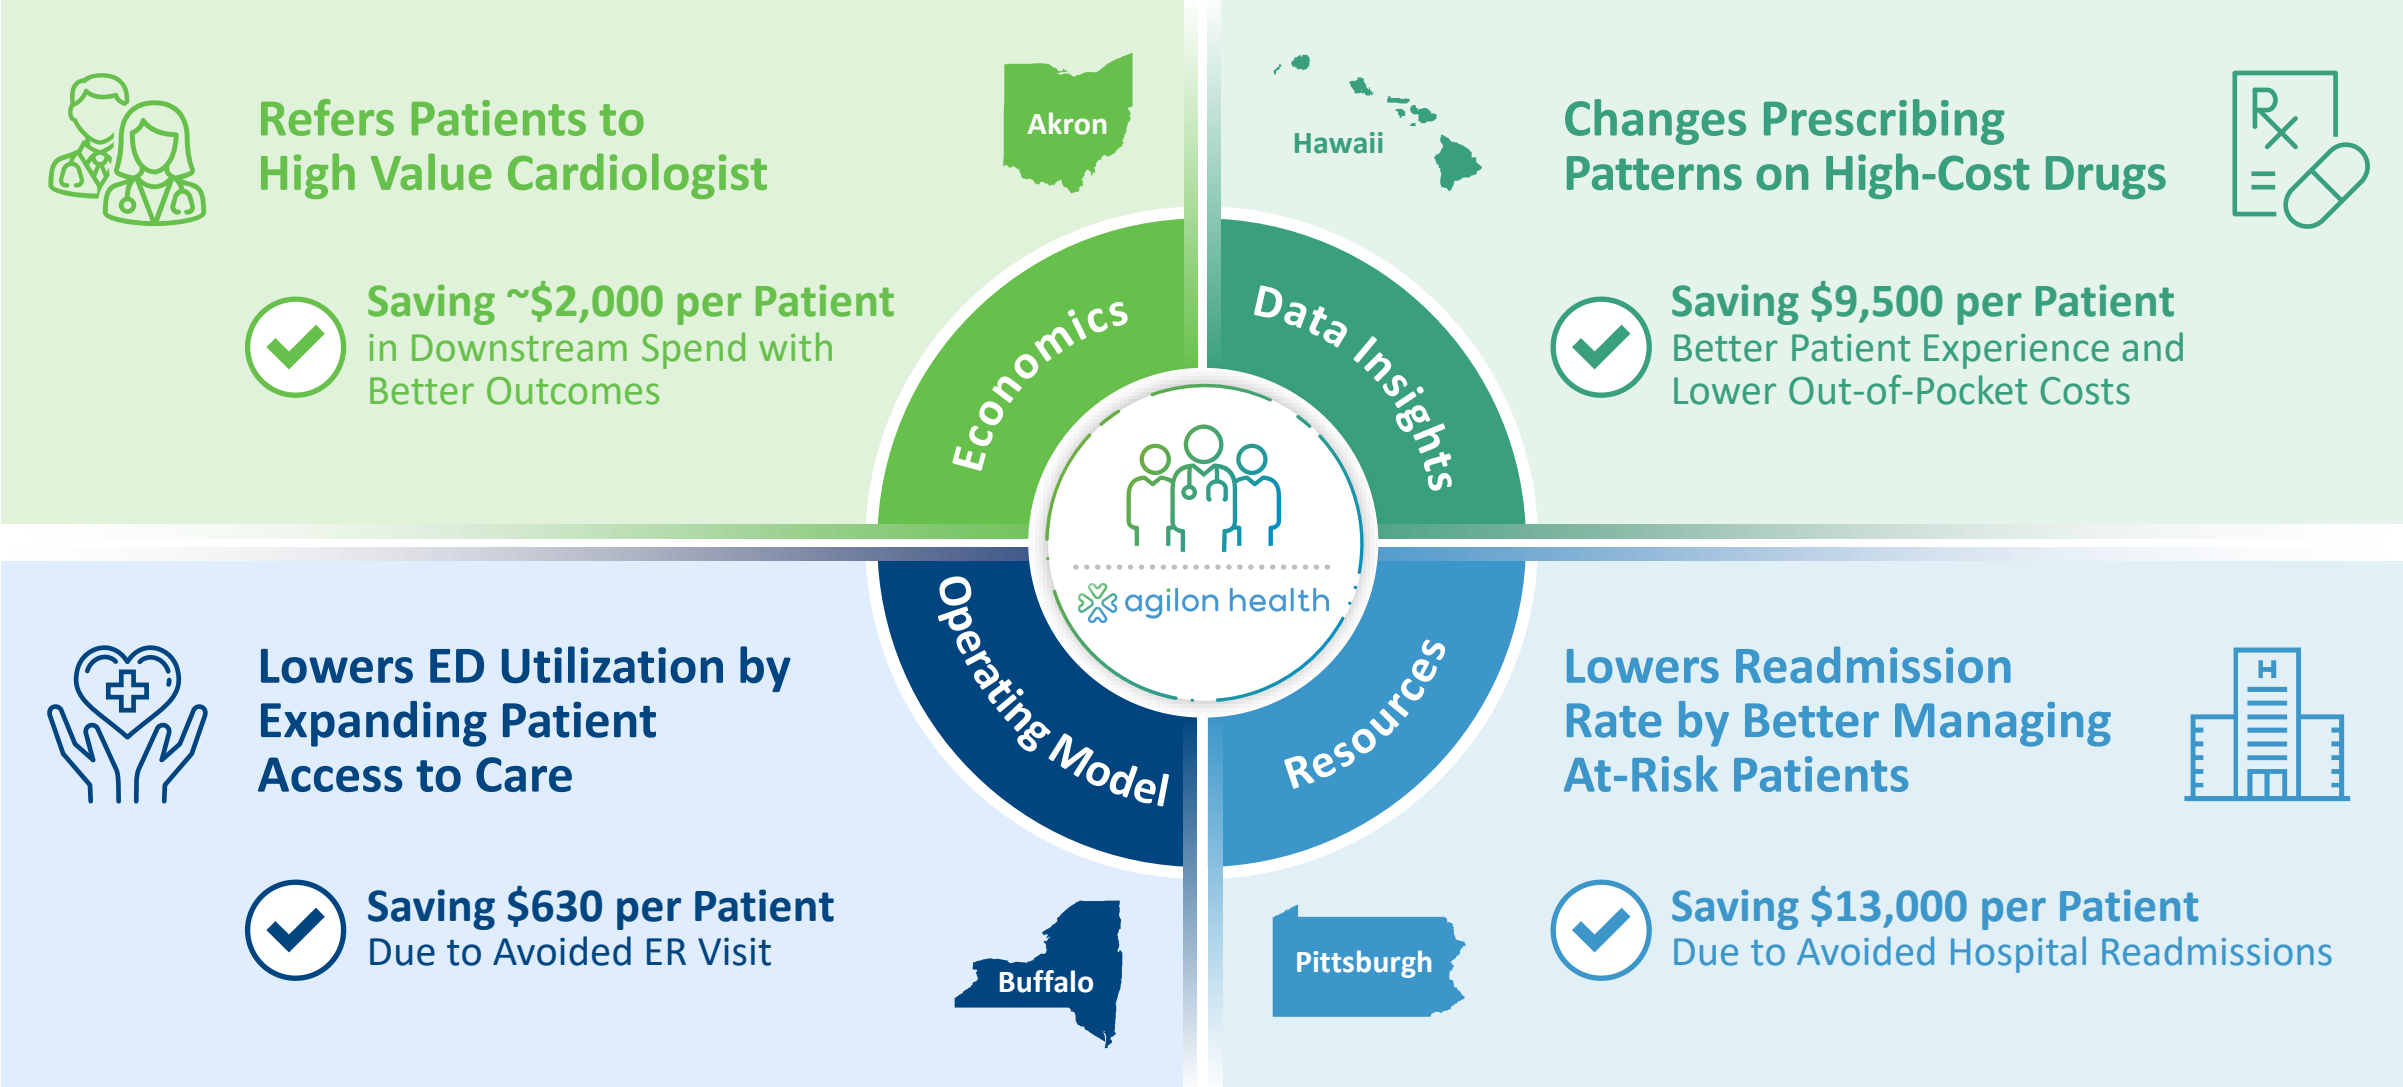 Refers Patients to
High Value Cardiologist
Akron
Saving ~$2,000 per Patient
in Downstream Spend with
Better Outcomes
Economics
Hawaii
Changes Prescribing
Patterns on High-Cost Drugs
Rx
Saving $9,500 per Patient
Better Patient Experience and
Lower Out-of-Pocket Costs
Data Insights
agilon health
Lowers ED Utilization by
Expanding Patient
Access to Care
Operating Model
Saving $630 per Patient
Due to Avoided ER Visit
Buffalo
Resources
Lowers Readmission
Rate by Better Managing
At-Risk Patients
H
Pittsburgh
Saving $13,000 per Patient
Due to Avoided Hospital Readmissions